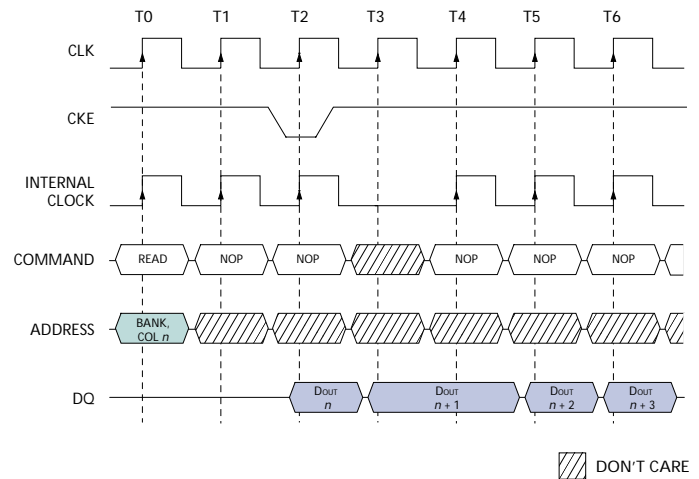 T0 T1 T2 T3 T4 T5 T6
CLK
CKE
INTERNAL
CLOCK
COMMAND READ NOP NOP NOP NOP NOP
ADDRESS BANK,
COL n
DQ DOUT DOUT DOUT DOUT
n n + 1 n + 2 n + 3
DON'T CARE